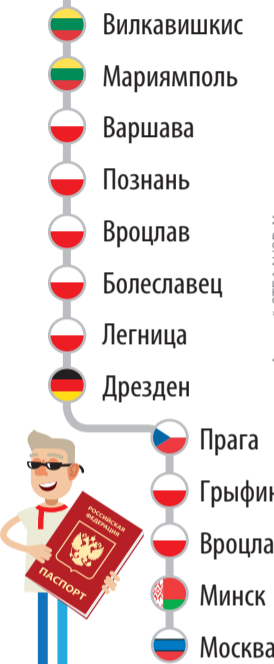 Вилкавишкис
Мариямполь
Варшава
Познань
Вроцлав
Болеславец
Легница
Дрезден
Прага
Грыфин
Вроцла
Минск
Москва
РОССИЙСКАЯ
ФЕДЕРАЦИЯ
ПАСПОРТ